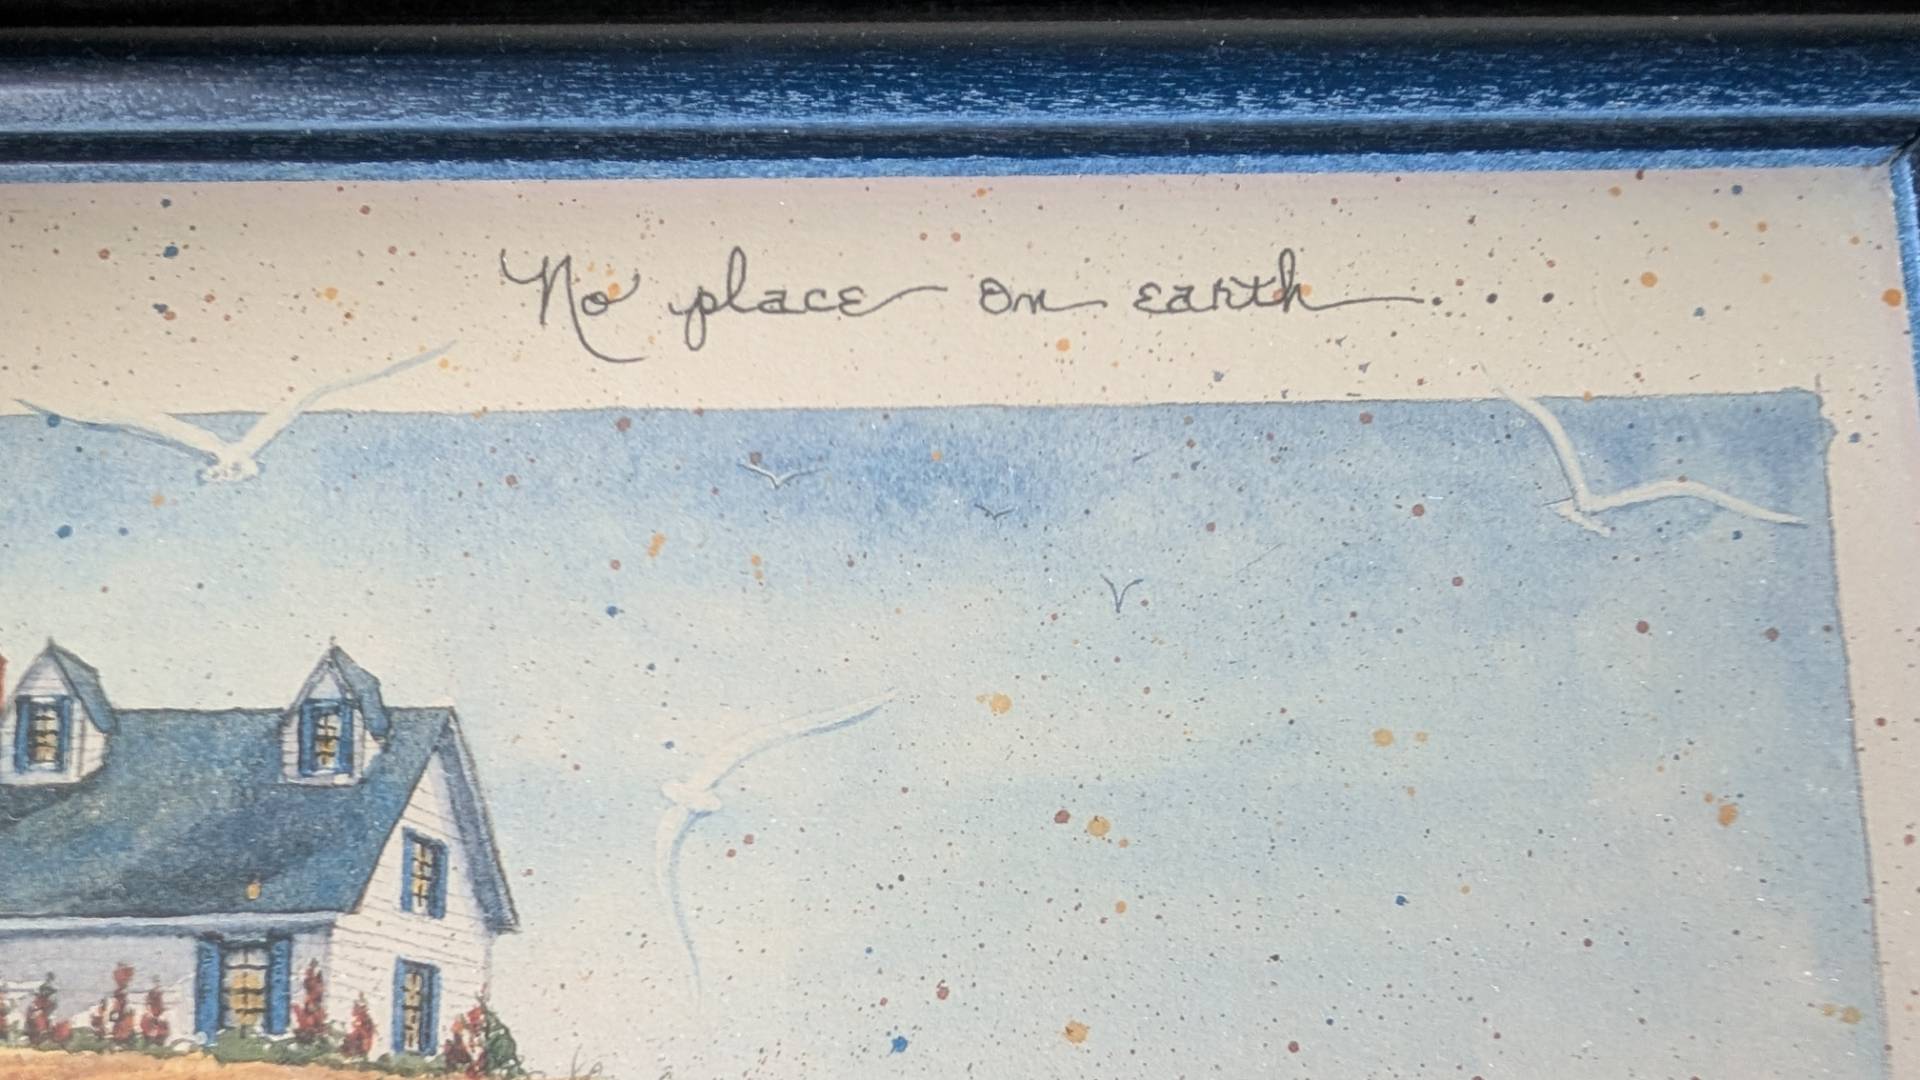 No place on earth...